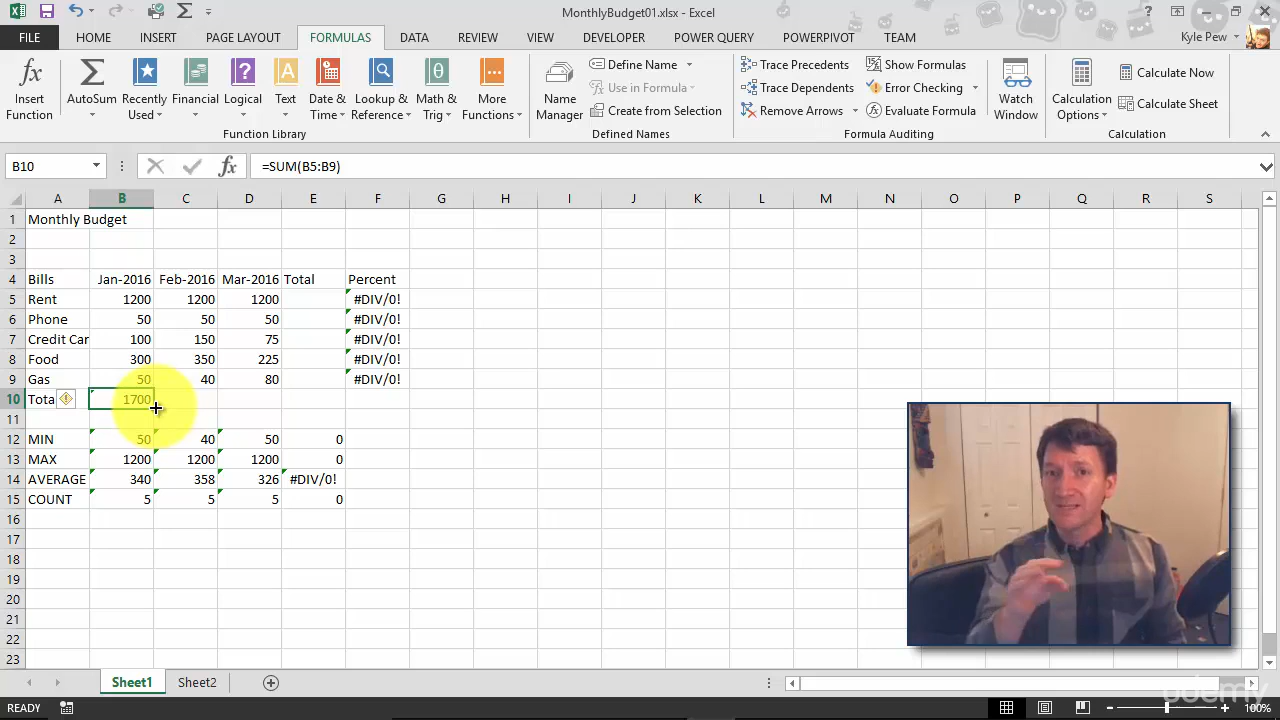 MonthlyBudget01.xlsx - Excel
FILE HOME INSERT PAGE LAYOUT FORMULAS DATA REVIEW VIEW DEVELOPER POWER QUERY POWERPIVOT TEAM Kyle Pew
Insert Function
AutoSum
Recently Used
Financial
Logical
Text
Date & Time
Lookup & Reference
Math & Trig
More Functions
Function Library
Name Manager
Define Name
Use in Formula
Create from Selection
Defined Names
Trace Precedents
Trace Dependents
Remove Arrows
Show Formulas
Error Checking
Evaluate Formula
Formula Auditing
Watch Window
Calculation Options
Calculate Now
Calculate Sheet
Calculation
B10 fx =SUM(B5:B9)
A B C D E F G H I J K L M N O P Q R S
1 Monthly Budget
2
3
4 Bills Jan-2016 Feb-2016 Mar-2016 Total Percent
5 Rent 1200 1200 1200 #DIV/0!
6 Phone 50 50 50 #DIV/0!
7 Credit Car 100 150 75 #DIV/0!
8 Food 300 350 225 #DIV/0!
9 Gas 50 40 80 #DIV/0!
10 Tota 1700
11
12 MIN 50 40 50 0
13 MAX 1200 1200 1200 0
14 AVERAGE 340 358 326 #DIV/0!
15 COUNT 5 5 5 0
16
17
18
19
20
21
22
23
Sheet1 Sheet2
udemy
READY 100%